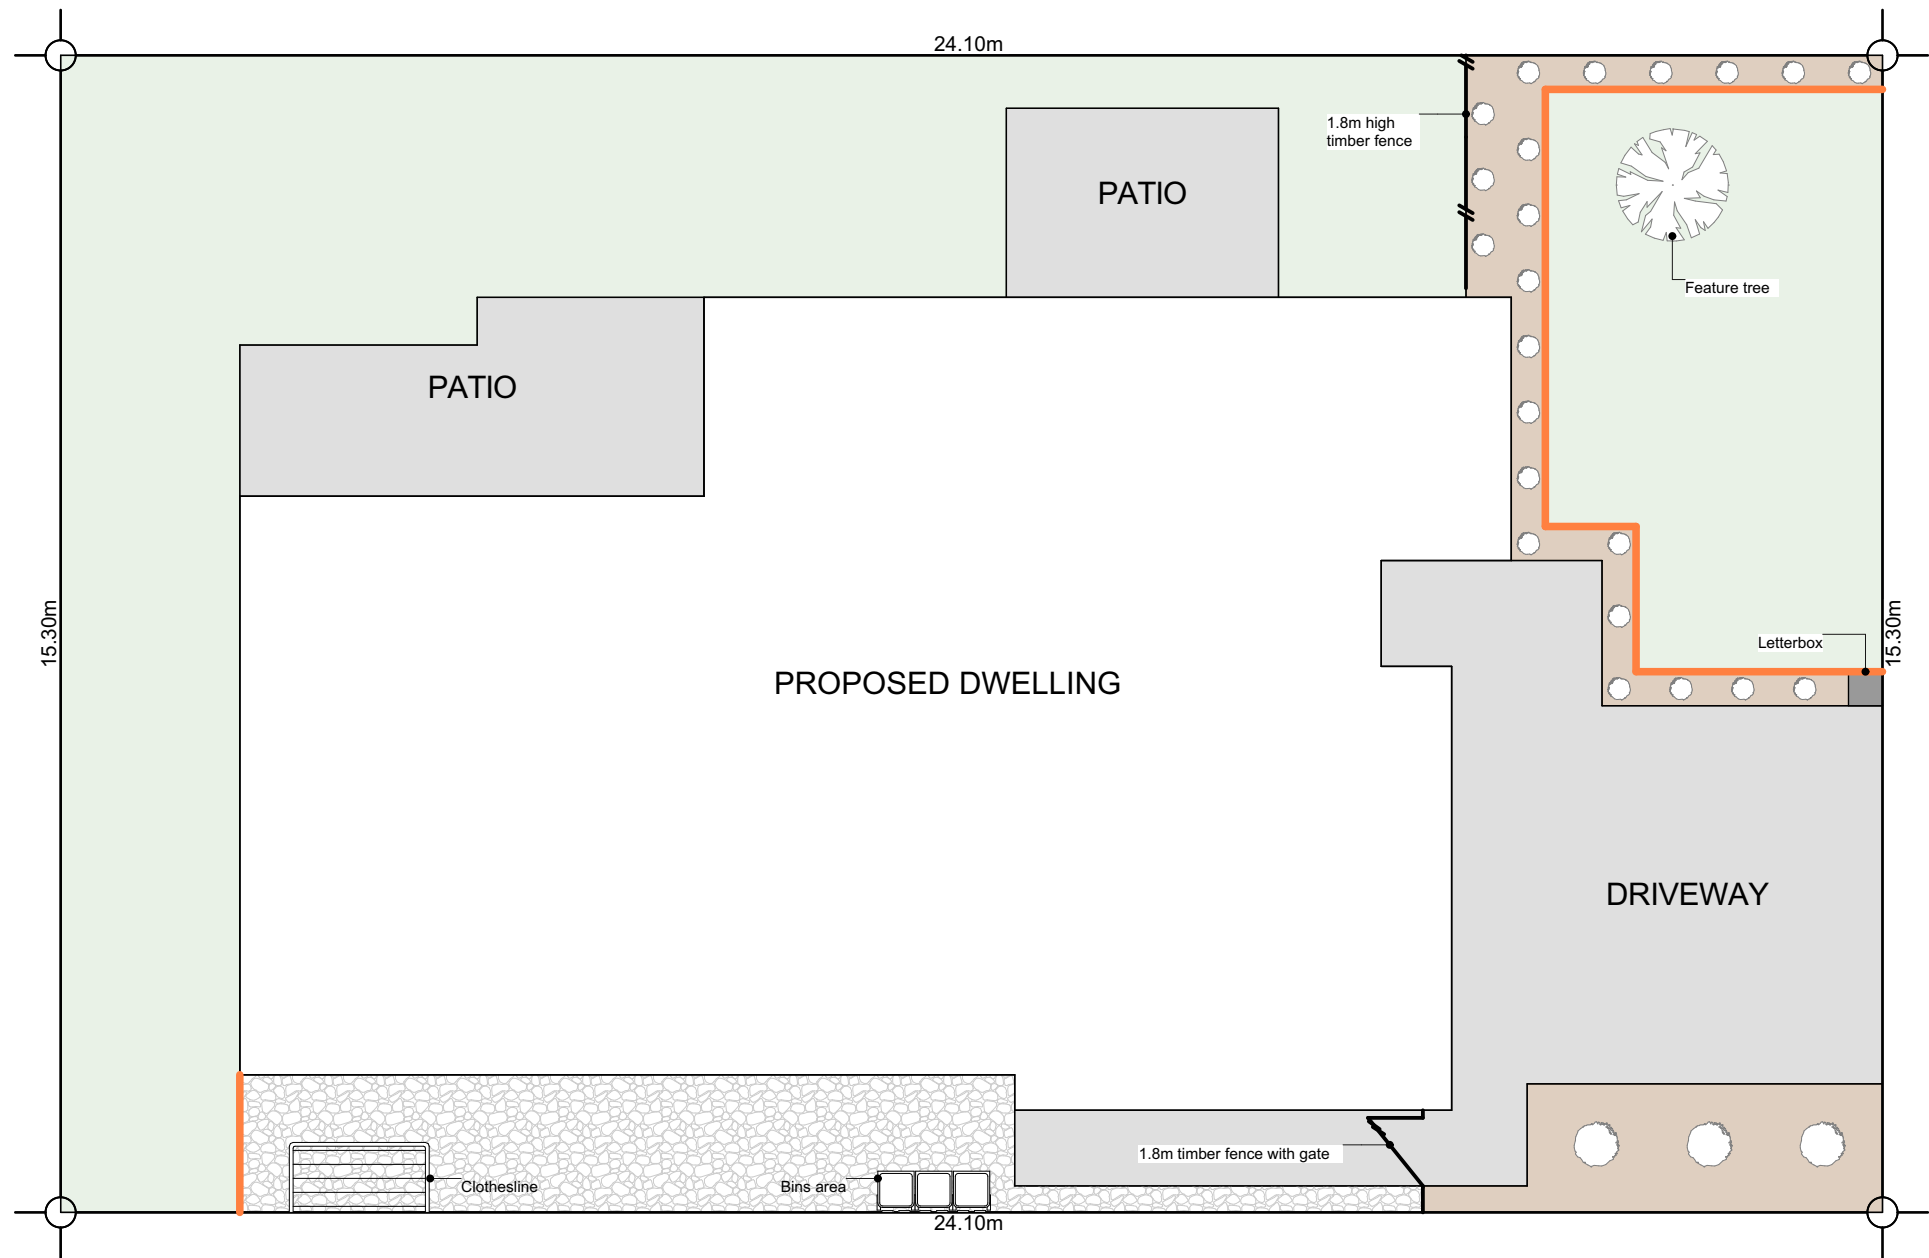 24.10m
1.8m high
timber fence
PATIO
Feature tree
PATIO
15.30m
15.30m
Letterbox
PROPOSED DWELLING
DRIVEWAY
1.8m timber fence with gate
Clothesline
Bins area
24.10m